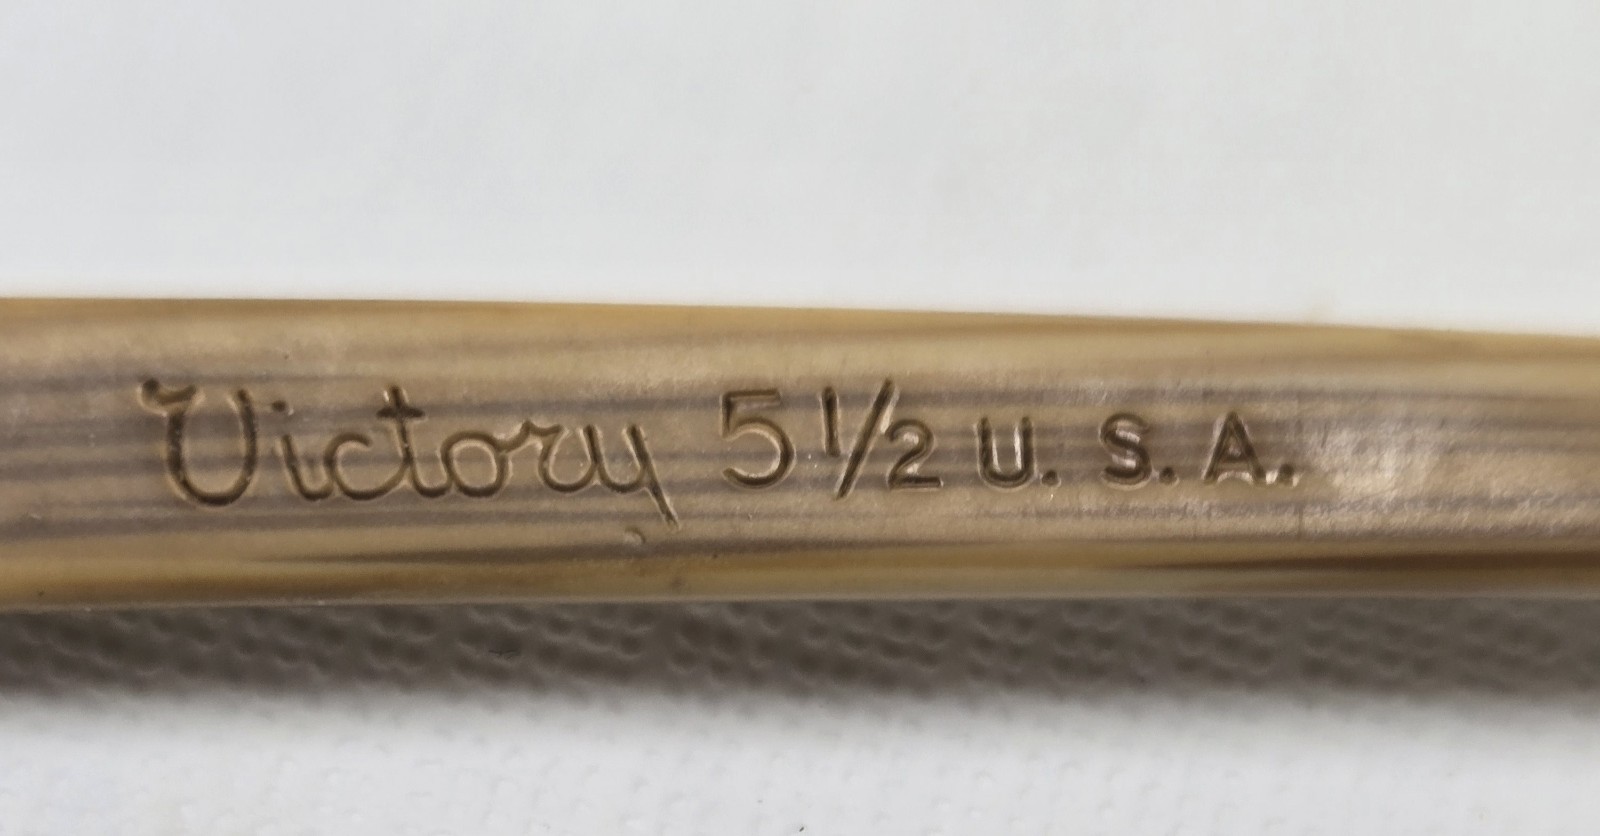 Victory 5 1/2 U. S. A.